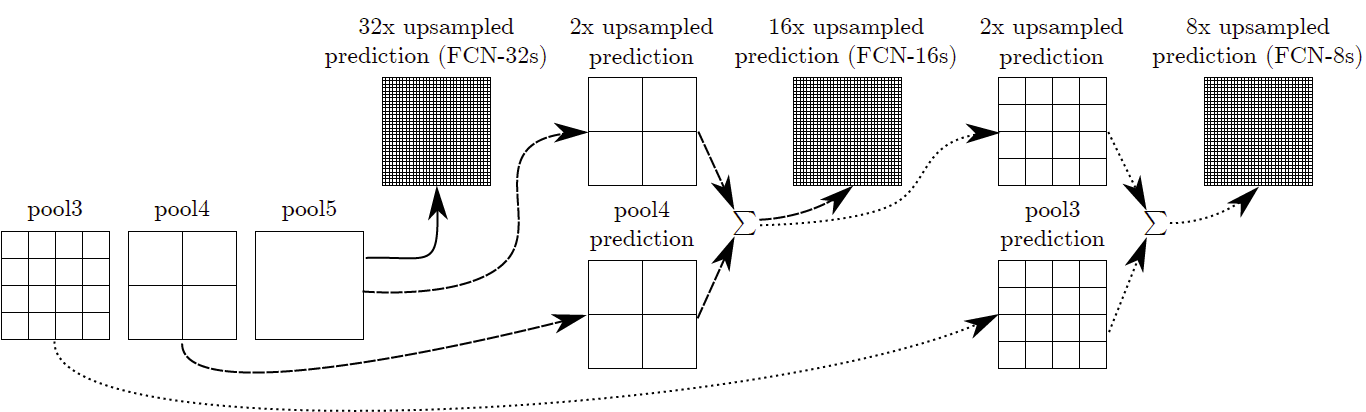 32x upsampled
prediction (FCN-32s)
2x upsampled
prediction
16x upsampled
prediction (FCN-16s)
2x upsampled
prediction
8x upsampled
prediction (FCN-8s)
pool3
pool4
pool5
pool4
prediction
∑
pool3
prediction
∑